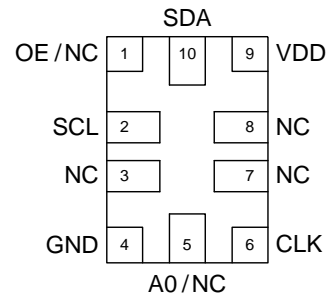 SDA
OE/NC 1 10 9 VDD
SCL 2 8 NC
NC 3 7 NC
GND 4 5 6 CLK
A0/NC